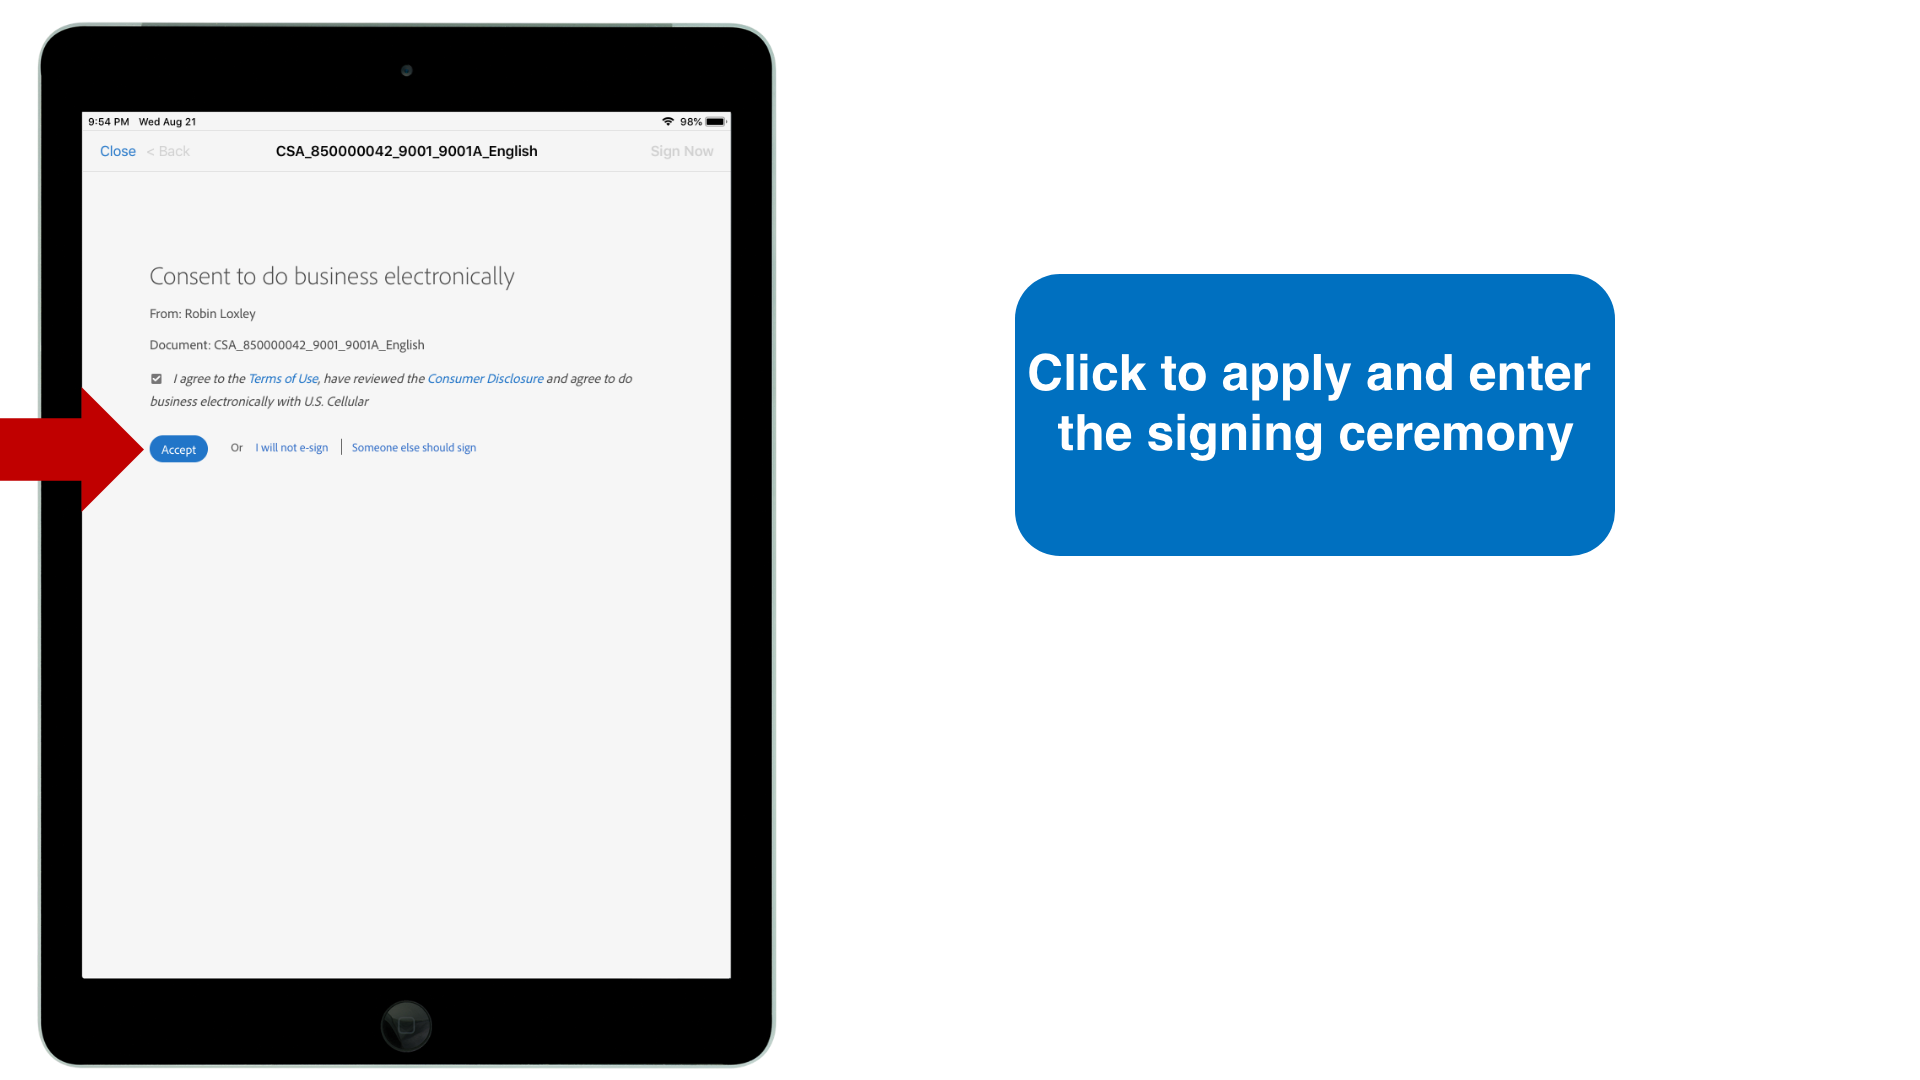 9:54 PM Wed Aug 21 98%
Close < Back CSA_850000042_9001_9001A_English Sign Now
Consent to do business electronically
From: Robin Loxley
Document: CSA_850000042_9001_9001A_English
I agree to the Terms of Use, have reviewed the Consumer Disclosure and agree to do
business electronically with U.S. Cellular
Accept Or I will not e-sign Someone else should sign
Click to apply and enter
the signing ceremony